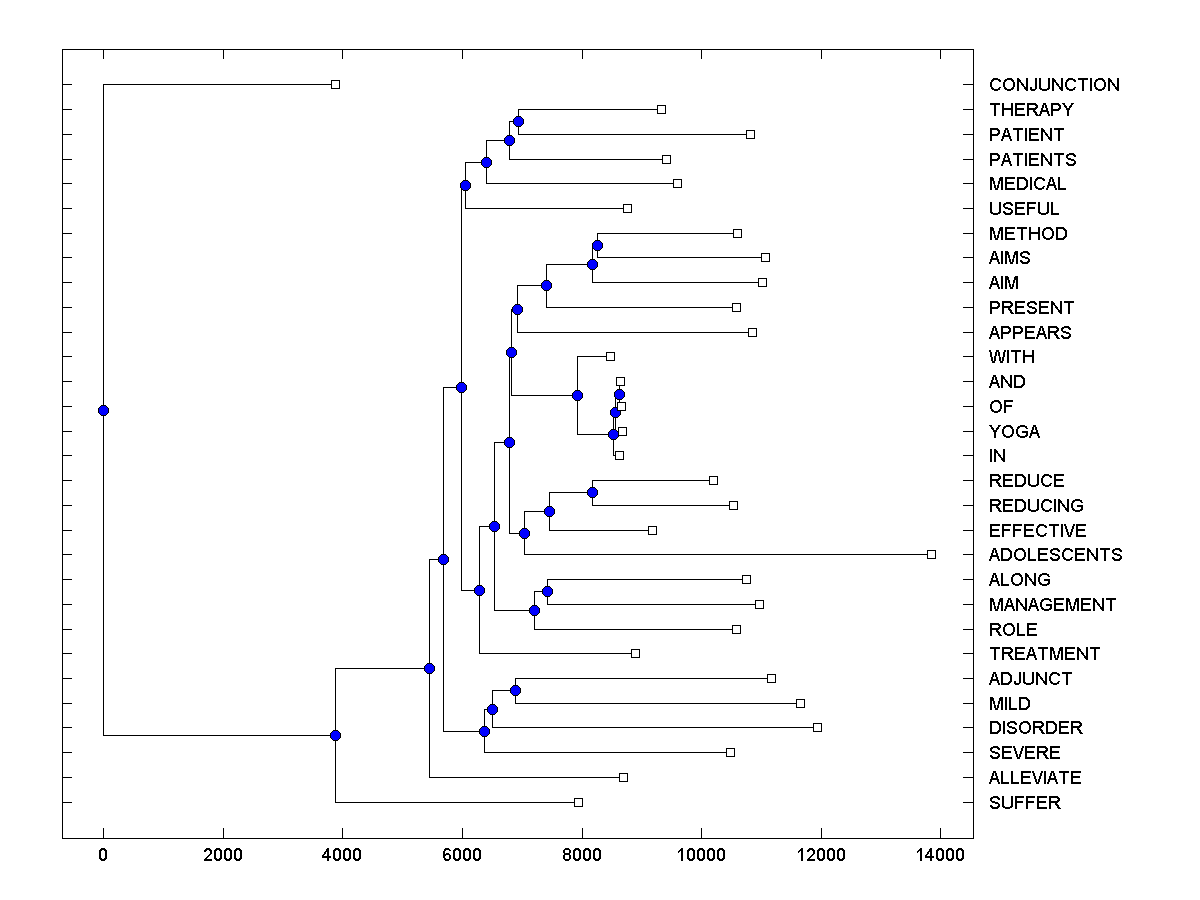 CONJUNCTION
THERAPY
PATIENT
PATIENTS
MEDICAL
USEFUL
METHOD
AIMS
AIM
PRESENT
APPEARS
WITH
AND
OF
YOGA
IN
REDUCE
REDUCING
EFFECTIVE
ADOLESCENTS
ALONG
MANAGEMENT
ROLE
TREATMENT
ADJUNCT
MILD
DISORDER
SEVERE
ALLEVIATE
SUFFER
0 2000 4000 6000 8000 10000 12000 14000